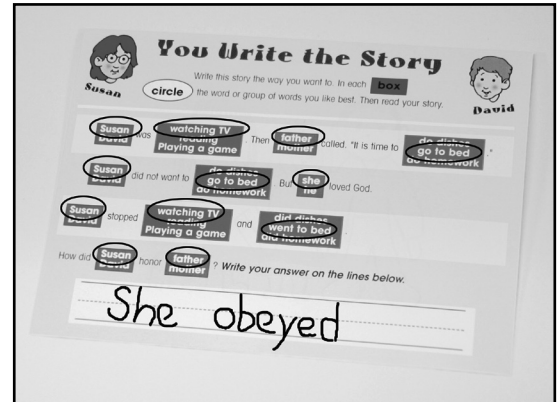 You Write the Story
Susan
Write this story the way you want to. In each box
circle the word or group of words you like best. Then read your story.
David
Susan David was watching TV reading Playing a game . Then father mother called. "It is time to do dishes go to bed do homework ."
Susan David did not want to do dishes go to bed do homework . But she he loved God.
Susan David stopped watching TV reading Playing a game and did dishes went to bed did homework .
How did Susan David honor father mother ? Write your answer on the lines below.
She obeyed